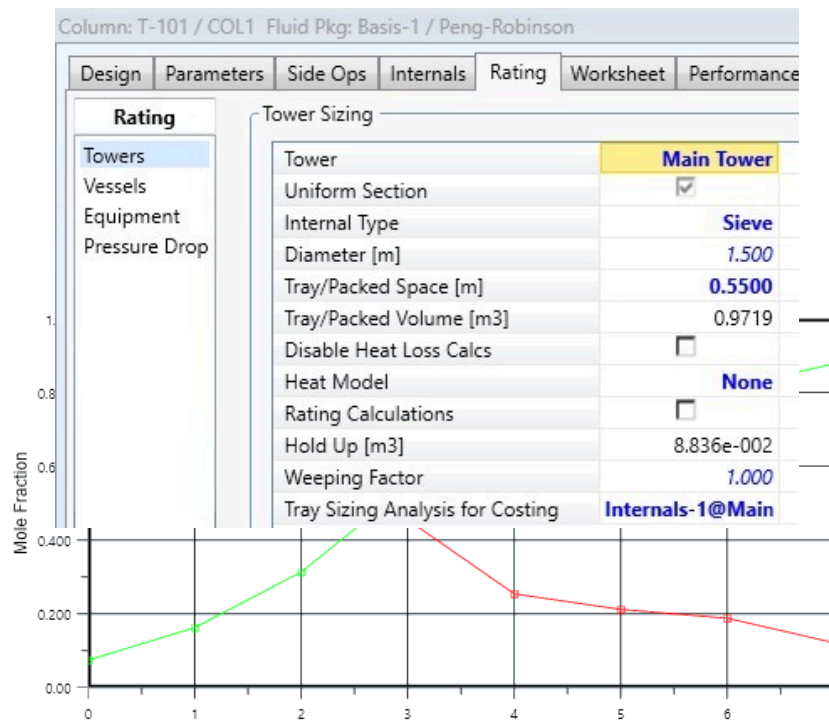 Column: T-101 / COL1 Fluid Pkg: Basis-1 / Peng-Robinson
Design Parameters Side Ops Internals Rating Worksheet Performance
Rating
Towers
Vessels
Equipment
Pressure Drop
Tower Sizing
Tower Main Tower
Uniform Section
Internal Type Sieve
Diameter [m] 1.500
Tray/Packed Space [m] 0.5500
Tray/Packed Volume [m3] 0.9719
Disable Heat Loss Calcs
Heat Model None
Rating Calculations
Hold Up [m3] 8.836e-002
Weeping Factor 1.000
Tray Sizing Analysis for Costing Internals-1@Main
Mole Fraction
1.
0.8
0.6
0.400
0.200
0.00
0 1 2 3 4 5 6